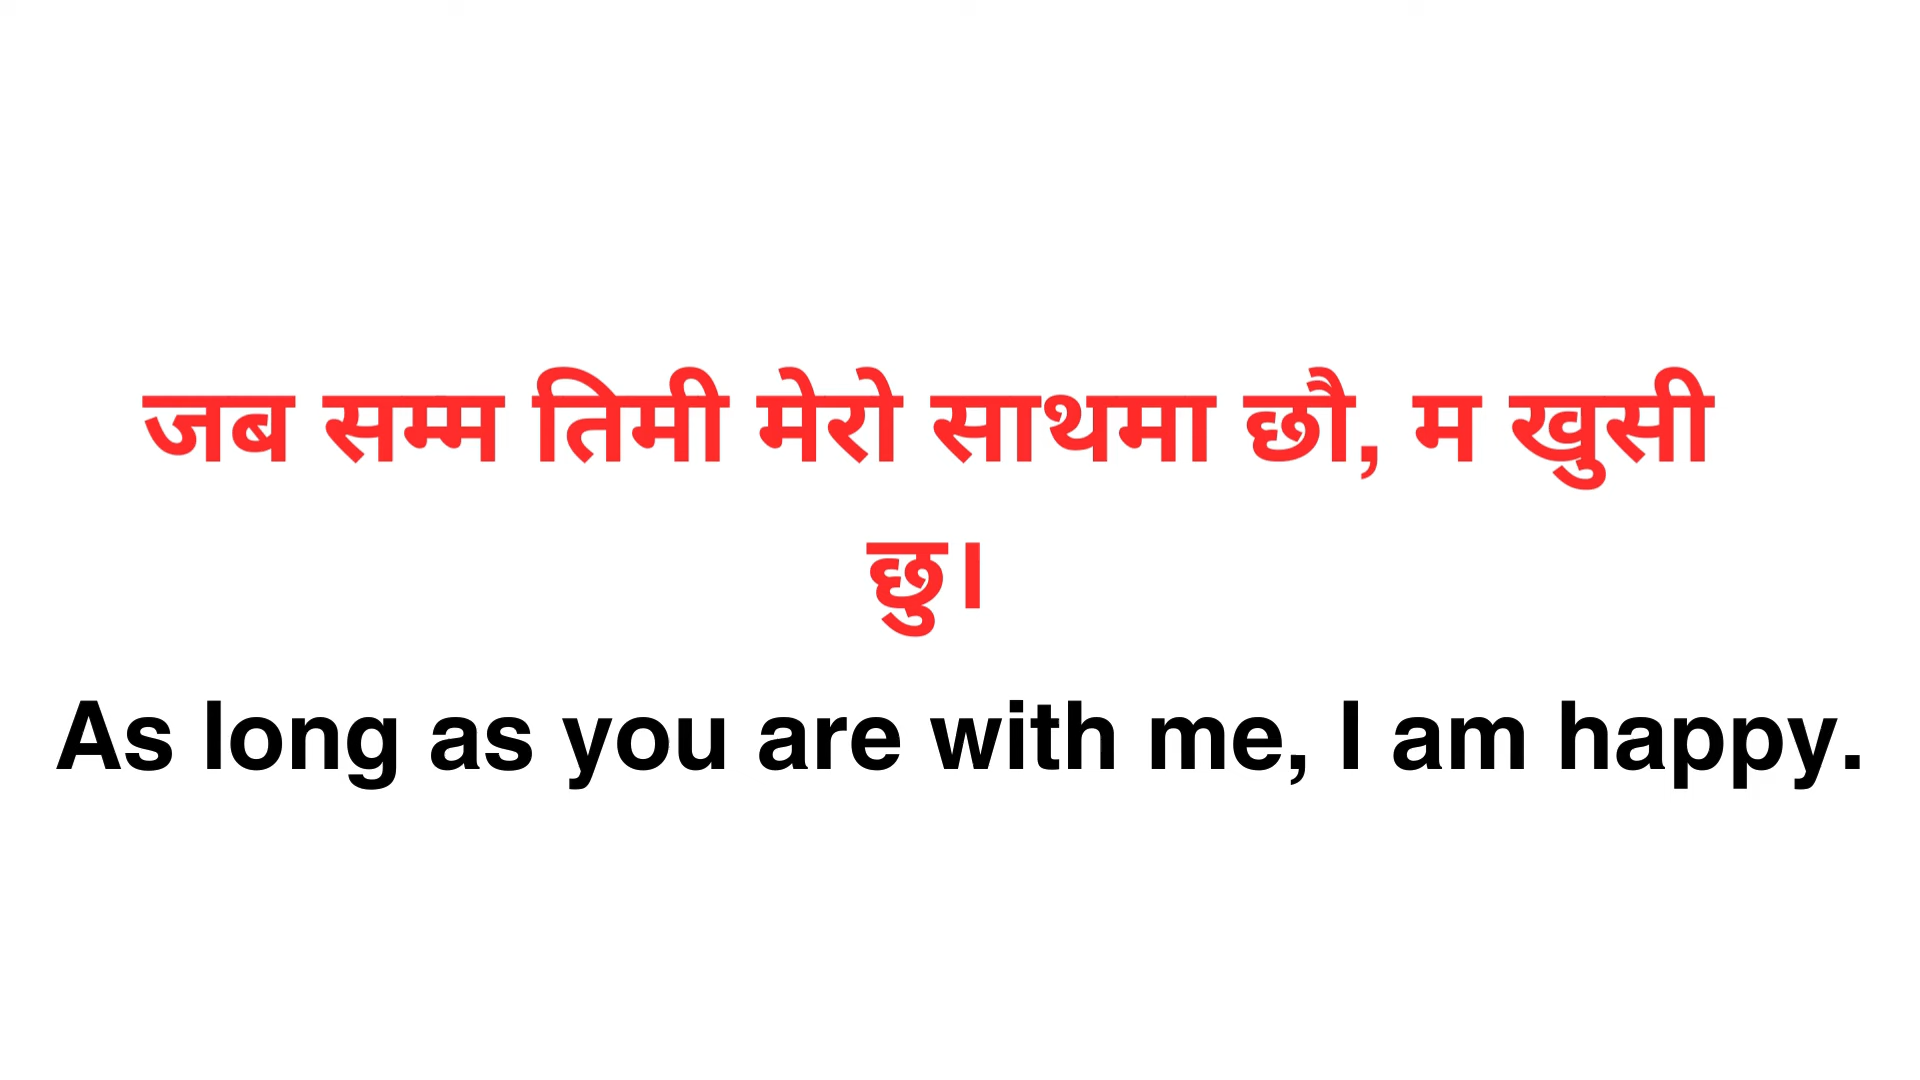 जब सम्म तिमी मेरो साथमा छौ, म खुसी
छु।
As long as you are with me, I am happy.